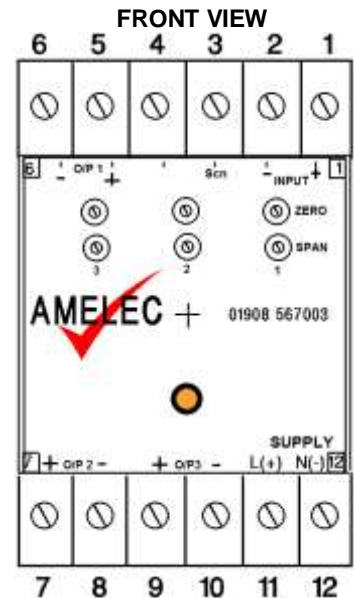 FRONT VIEW
6 5 4 3 2 1
6 - O/P 1 + Scn - INPUT + 1
ZERO
SPAN
3 2 1
AMELEC 01908 567003
SUPPLY
7 + O/P 2 - + O/P3 - L(+) N(-) 12
7 8 9 10 11 12